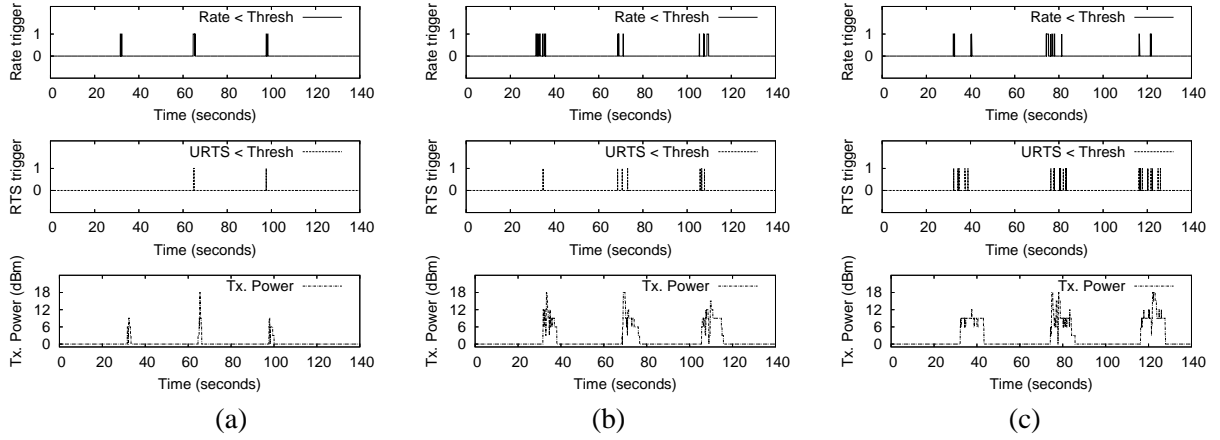 Rate trigger
1
0
Rate < Thresh
0 20 40 60 80 100 120 140
Time (seconds)
RTS trigger
1
0
URTS < Thresh
0 20 40 60 80 100 120 140
Time (seconds)
Tx. Power (dBm)
18
12
6
0
Tx. Power
0 20 40 60 80 100 120 140
Time (seconds)
(a)
Rate trigger
1
0
Rate < Thresh
0 20 40 60 80 100 120 140
Time (seconds)
RTS trigger
1
0
URTS < Thresh
0 20 40 60 80 100 120 140
Time (seconds)
Tx. Power (dBm)
18
12
6
0
Tx. Power
0 20 40 60 80 100 120 140
Time (seconds)
(b)
Rate trigger
1
0
Rate < Thresh
0 20 40 60 80 100 120 140
Time (seconds)
RTS trigger
1
0
URTS < Thresh
0 20 40 60 80 100 120 140
Time (seconds)
Tx. Power (dBm)
18
12
6
0
Tx. Power
0 20 40 60 80 100 120 140
Time (seconds)
(c)